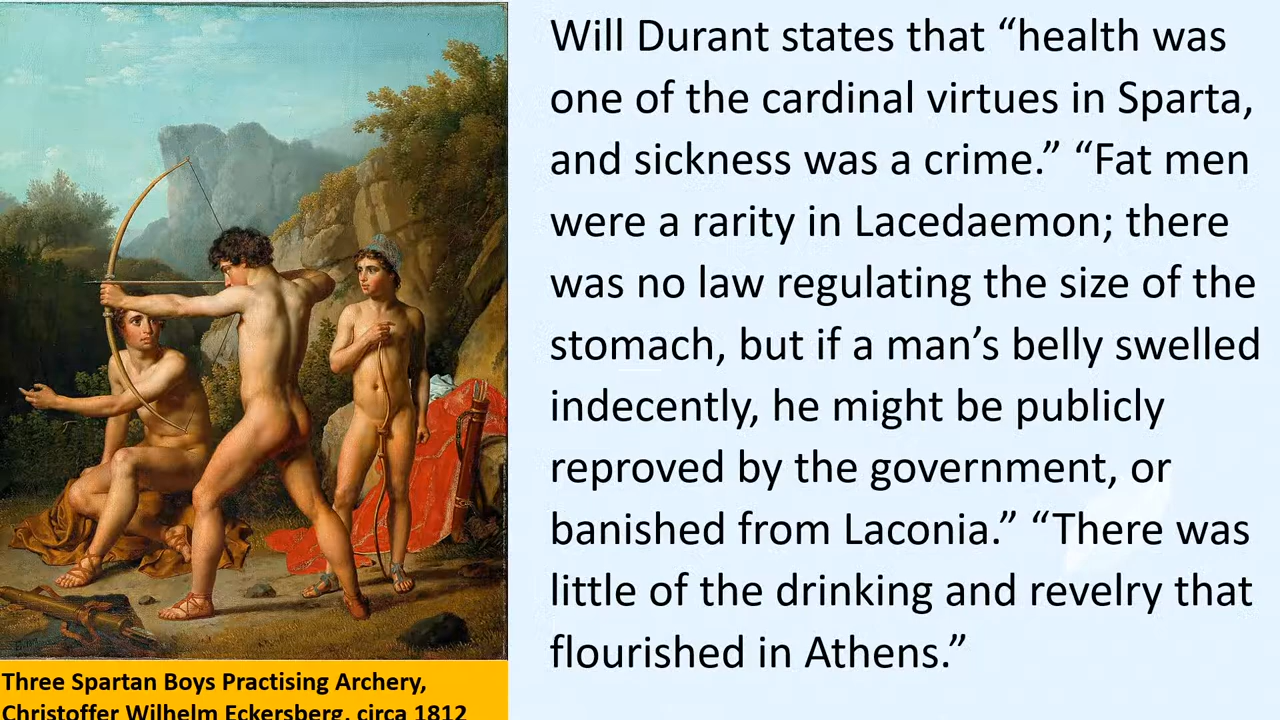 Will Durant states that “health was
one of the cardinal virtues in Sparta,
and sickness was a crime.” “Fat men
were a rarity in Lacedaemon; there
was no law regulating the size of the
stomach, but if a man’s belly swelled
indecently, he might be publicly
reproved by the government, or
banished from Laconia.” “There was
little of the drinking and revelry that
flourished in Athens.”
Three Spartan Boys Practising Archery,
Christoffer Wilhelm Eckersberg, circa 1812